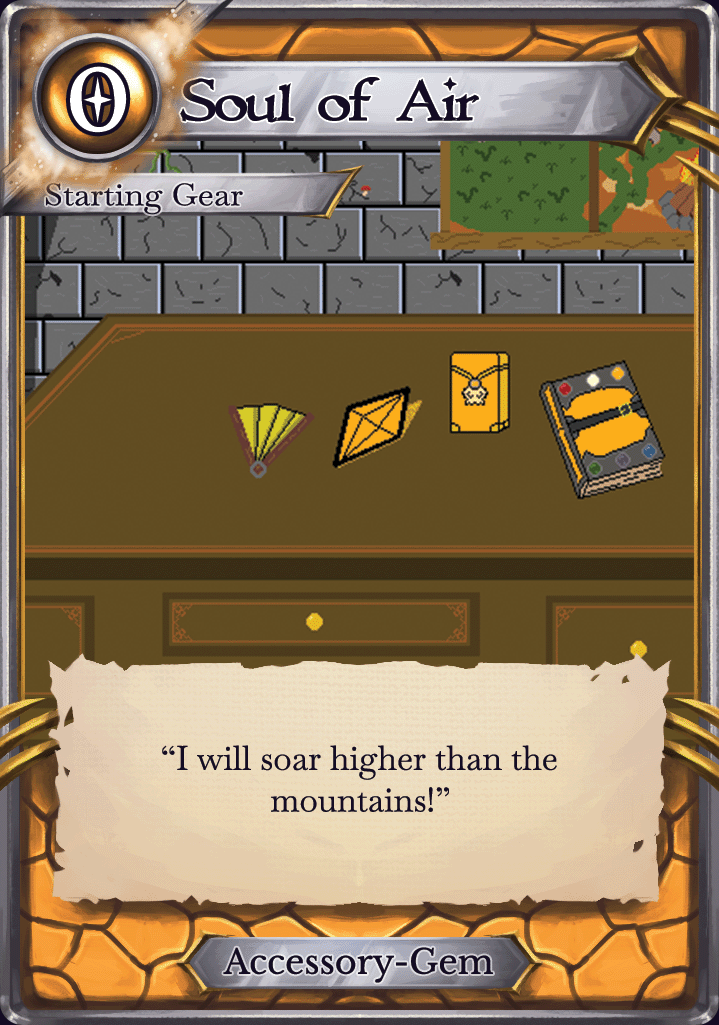 0
Soul of Air
Starting Gear
“I will soar higher than the
mountains!”
Accessory-Gem